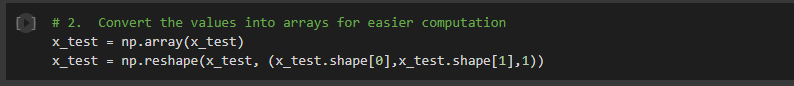 # 2.  Convert the values into arrays for easier computation
x_test = np.array(x_test)
x_test = np.reshape(x_test, (x_test.shape[0],x_test.shape[1],1))